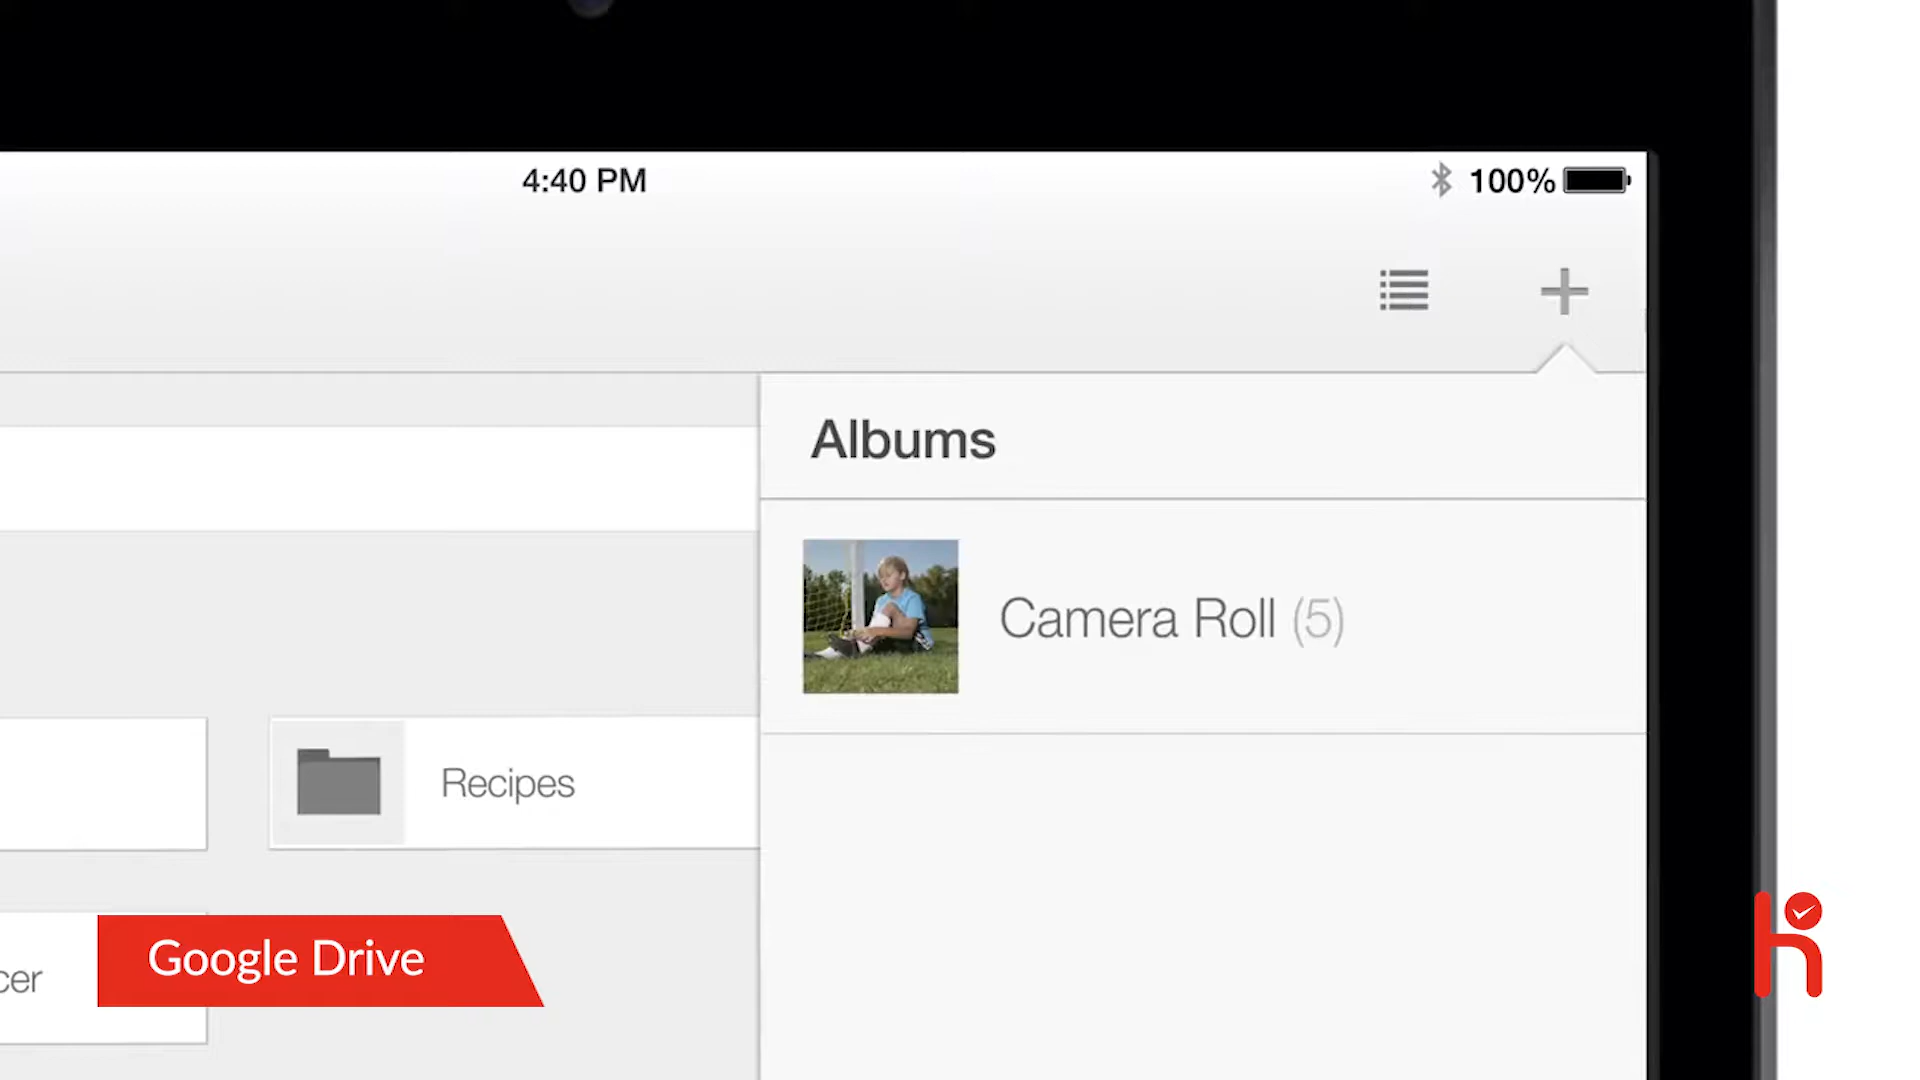 4:40 PM
100%
Albums
Camera Roll (5)
Recipes
cer
Google Drive